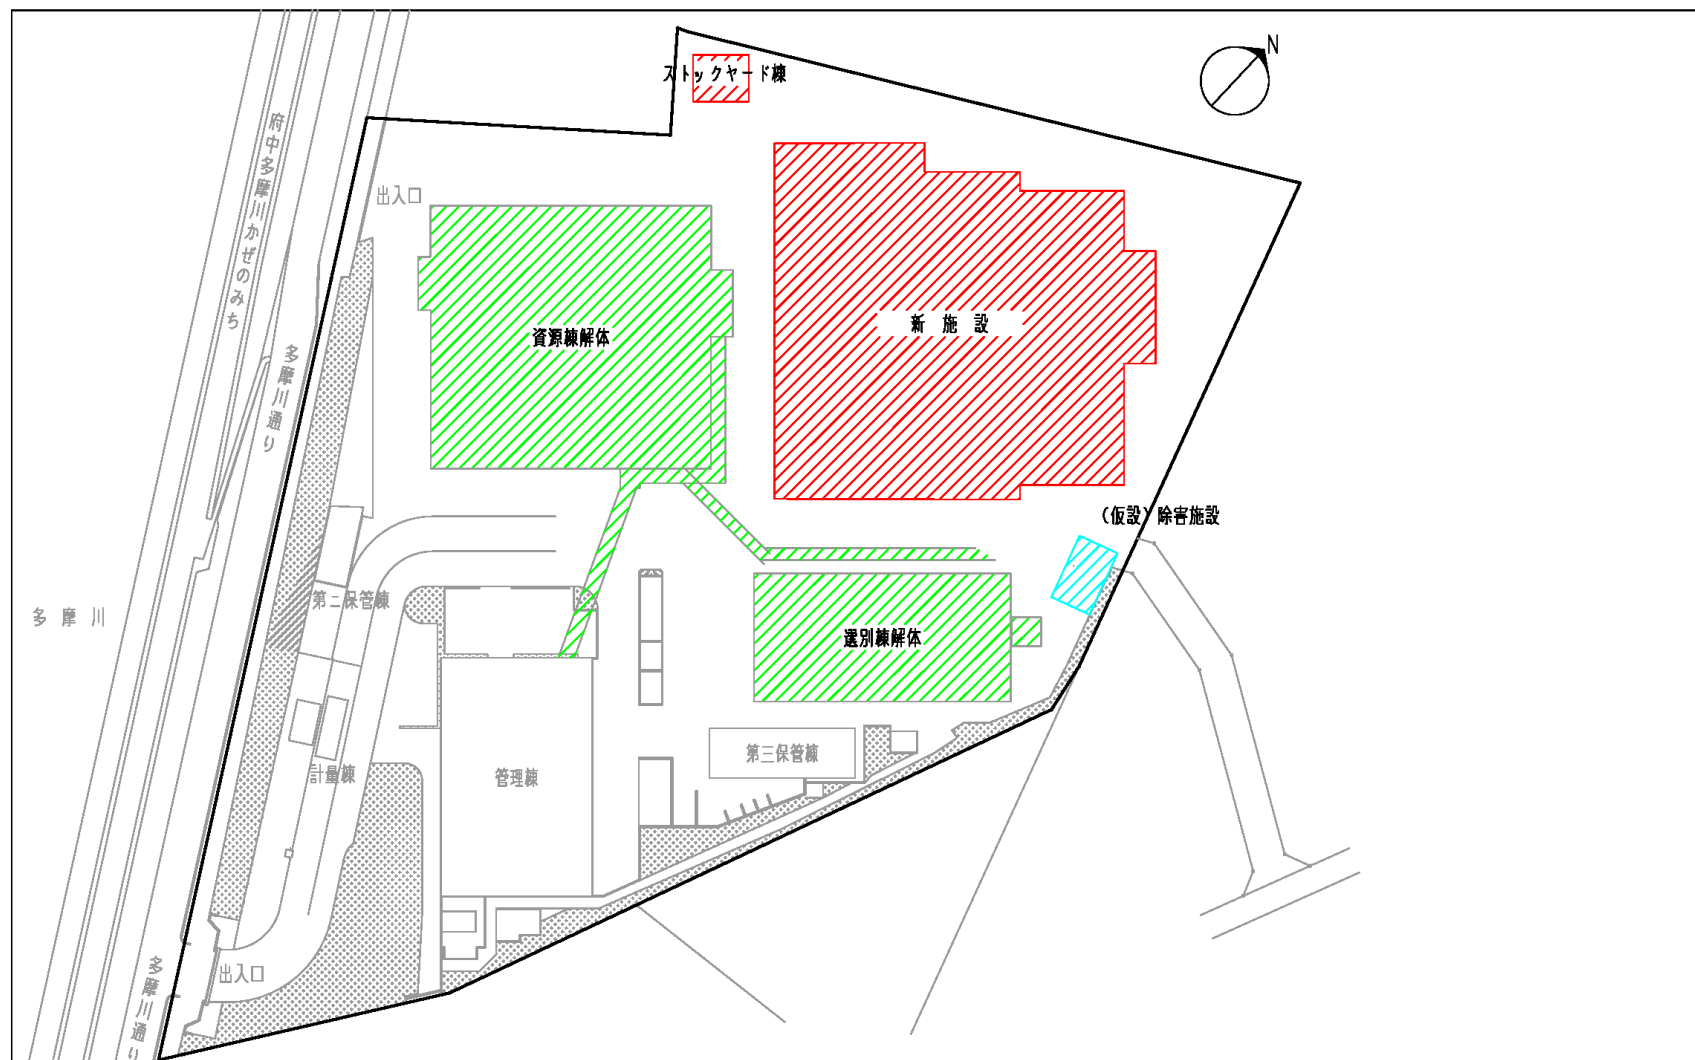 N
ストックヤード棟
府中多摩川かぜのみち
出入口
新 施 設
資源棟解体
多摩川通り
(仮設)除害施設
第二保管棟
多 摩 川
選別棟解体
第三保管棟
計量棟
管理棟
出入口
多摩川通り